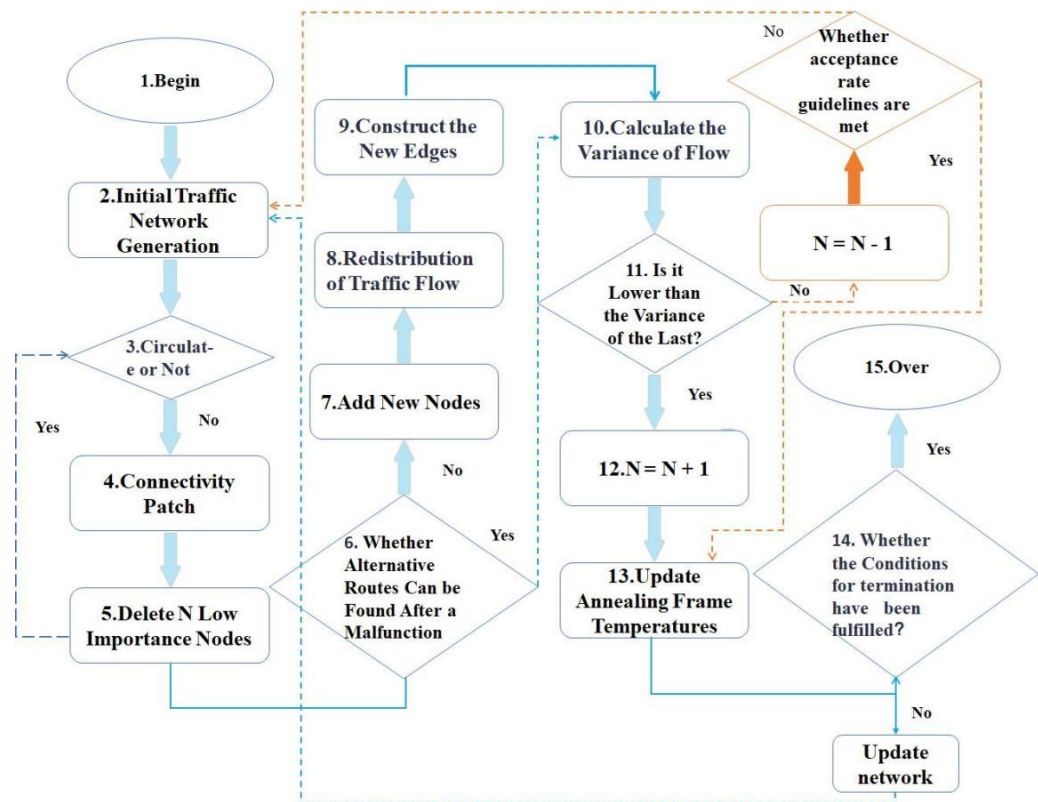 1.Begin
2.Initial Traffic
Network
Generation
3.Circulat-
e or Not
Yes
No
4.Connectivity
Patch
5.Delete N Low
Importance Nodes
6. Whether
Alternative
Routes Can be
Found After a
Malfunction
No
Yes
7.Add New Nodes
8.Redistribution
of Traffic Flow
9.Construct the
New Edges
10.Calculate the
Variance of Flow
11. Is it
Lower than
the Variance
of the Last?
No
Yes
12.N = N + 1
13.Update
Annealing Frame
Temperatures
N = N - 1
Whether
acceptance
rate
guidelines are
met
No
Yes
14. Whether
the Conditions
for termination
have been
fulfilled?
Yes
No
15.Over
Update
network